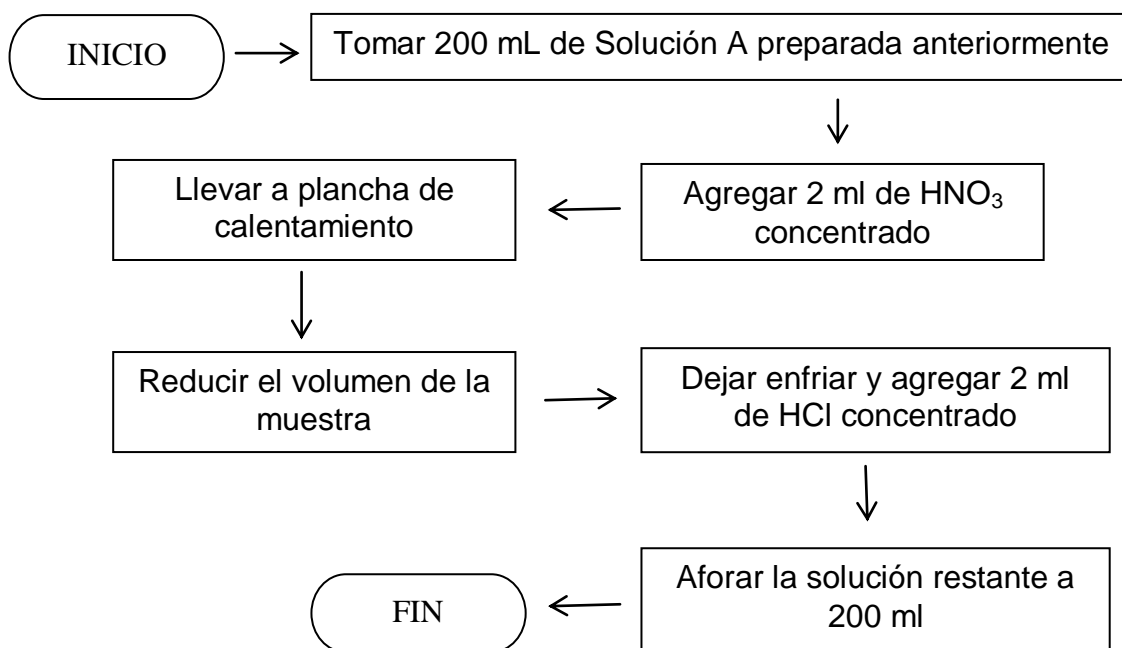 INICIO
Tomar 200 mL de Solución A preparada anteriormente
Agregar 2 ml de HNO₃
concentrado
Llevar a plancha de
calentamiento
Reducir el volumen de la
muestra
Dejar enfriar y agregar 2 ml
de HCl concentrado
Aforar la solución restante a
200 ml
FIN